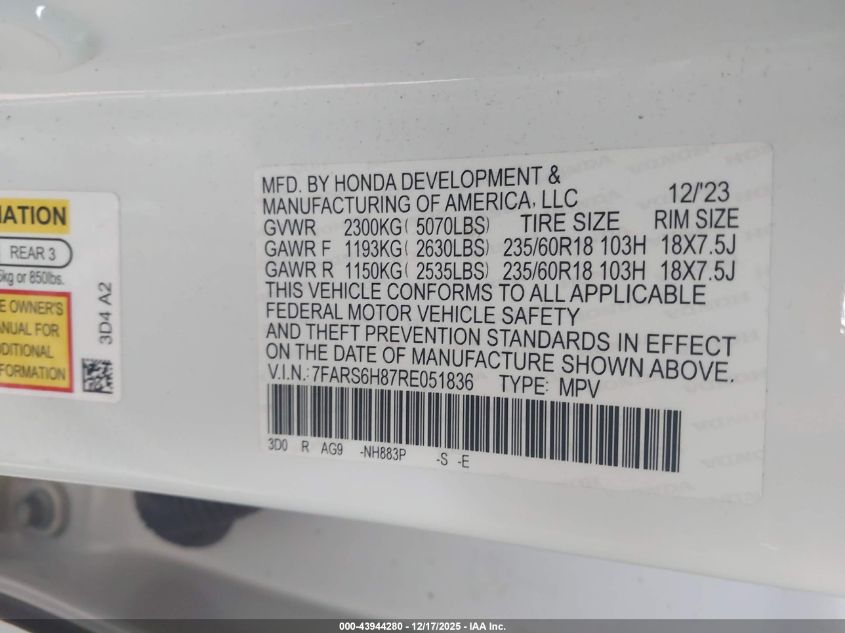 MATION
REAR 3
kg or 850lbs.
OWNER'S
MANUAL FOR
DDITIONAL
FORMATION
3D4 A2
MFD. BY HONDA DEVELOPMENT &
MANUFACTURING OF AMERICA, LLC 12/'23
GVWR 2300KG( 5070LBS) TIRE SIZE RIM SIZE
GAWR F 1193KG( 2630LBS) 235/60R18 103H 18X7.5J
GAWR R 1150KG( 2535LBS) 235/60R18 103H 18X7.5J
THIS VEHICLE CONFORMS TO ALL APPLICABLE
FEDERAL MOTOR VEHICLE SAFETY
AND THEFT PREVENTION STANDARDS IN EFFECT
ON THE DATE OF MANUFACTURE SHOWN ABOVE.
V.I.N.:7FARS6H87RE051836 TYPE: MPV
3D0 R AG9 -NH883P -S -E
000-43944280 - 12/17/2025 - IAA Inc.